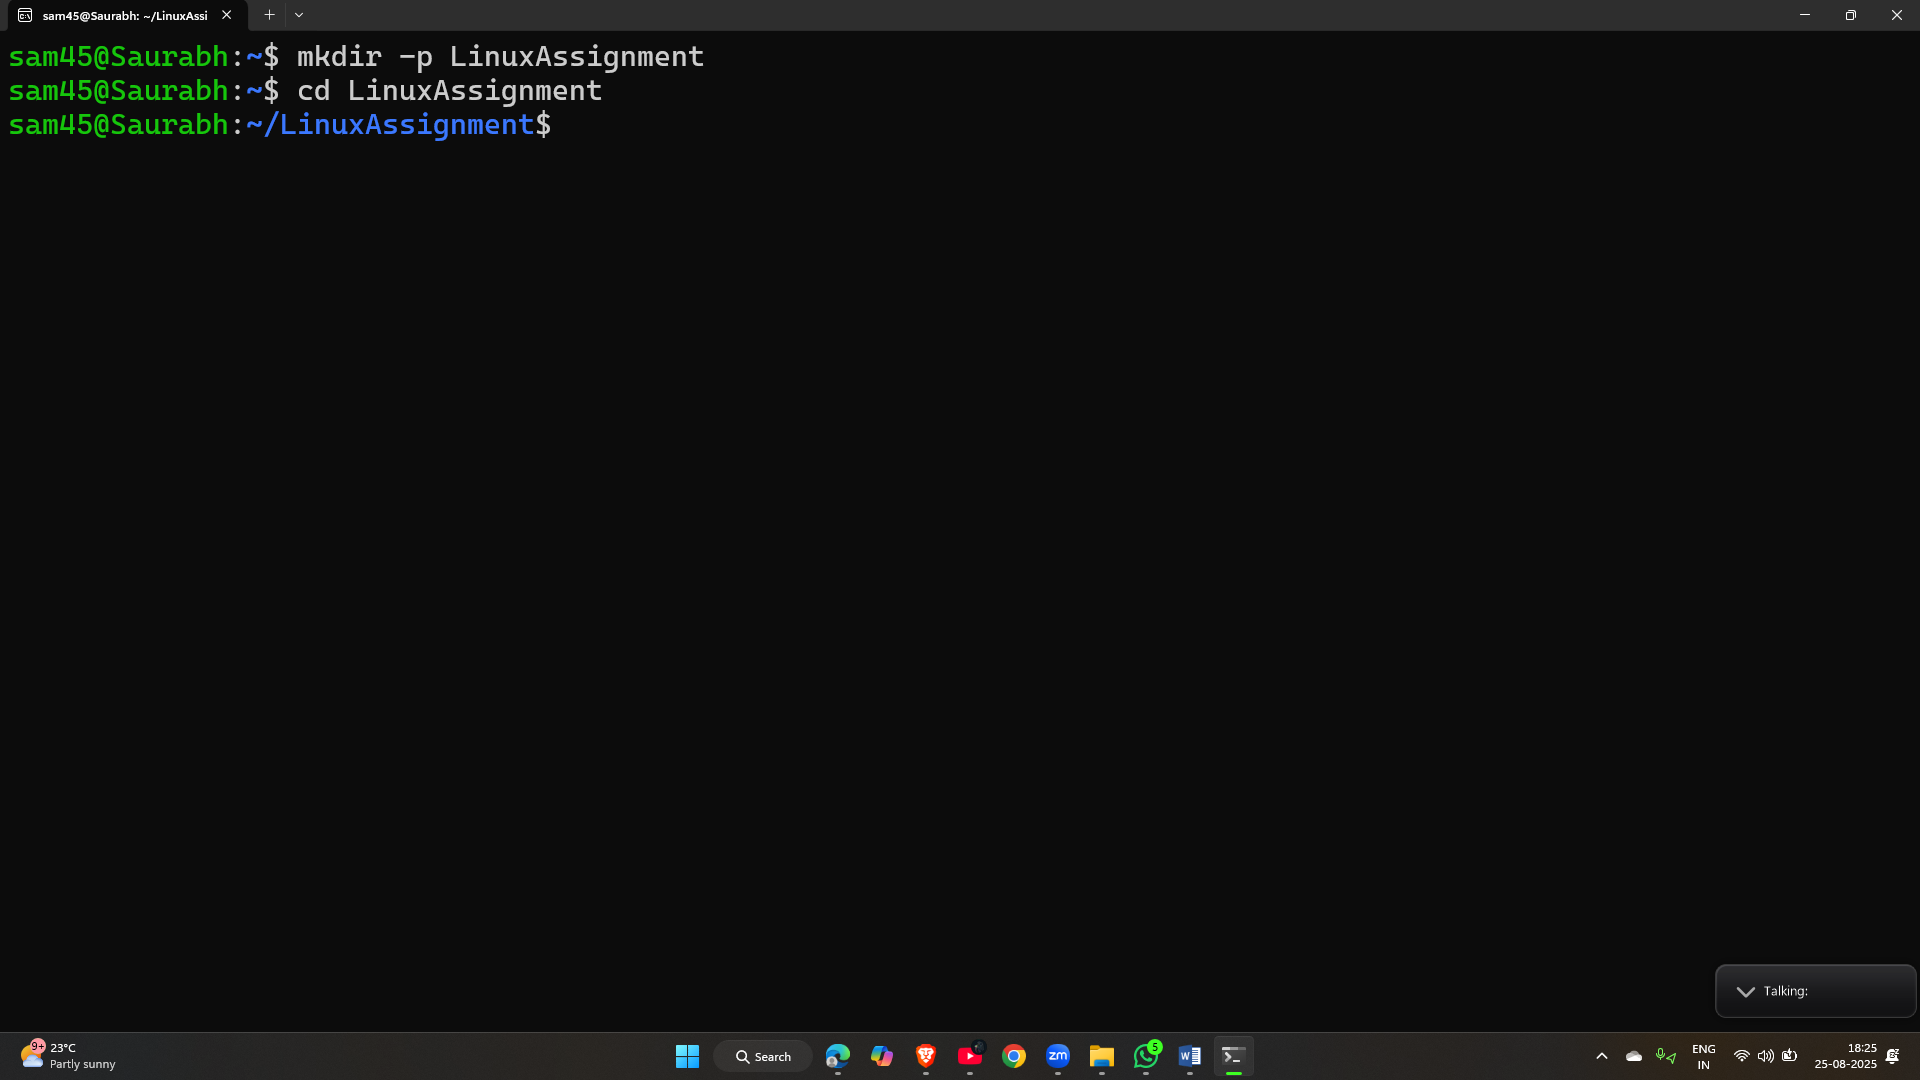 sam45@Saurabh: ~/LinuxAssi
sam45@Saurabh:~$ mkdir -p LinuxAssignment
sam45@Saurabh:~$ cd LinuxAssignment
sam45@Saurabh:~/LinuxAssignment$
Talking:
9+
23°C
Partly sunny
Search
zm
5
W
ENG
IN
18:25
25-08-2025